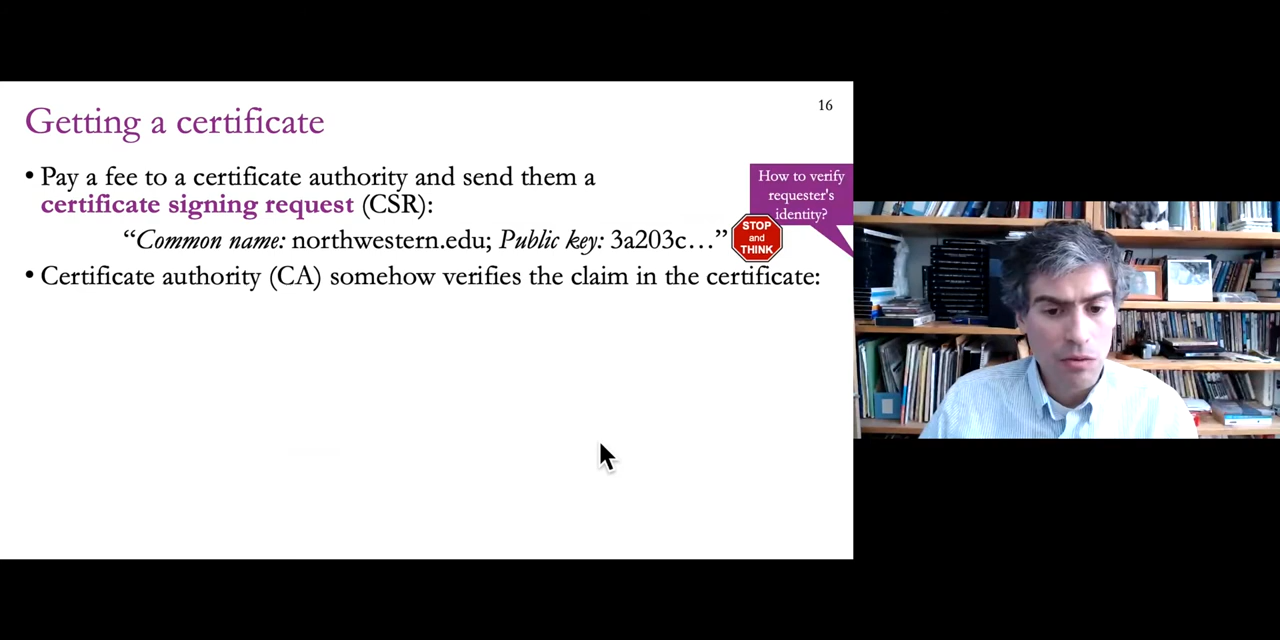 16
Getting a certificate
• Pay a fee to a certificate authority and send them a
certificate signing request (CSR):
“Common name: northwestern.edu; Public key: 3a203c…”
• Certificate authority (CA) somehow verifies the claim in the certificate:
How to verify
requester's
identity?
STOP
and
THINK